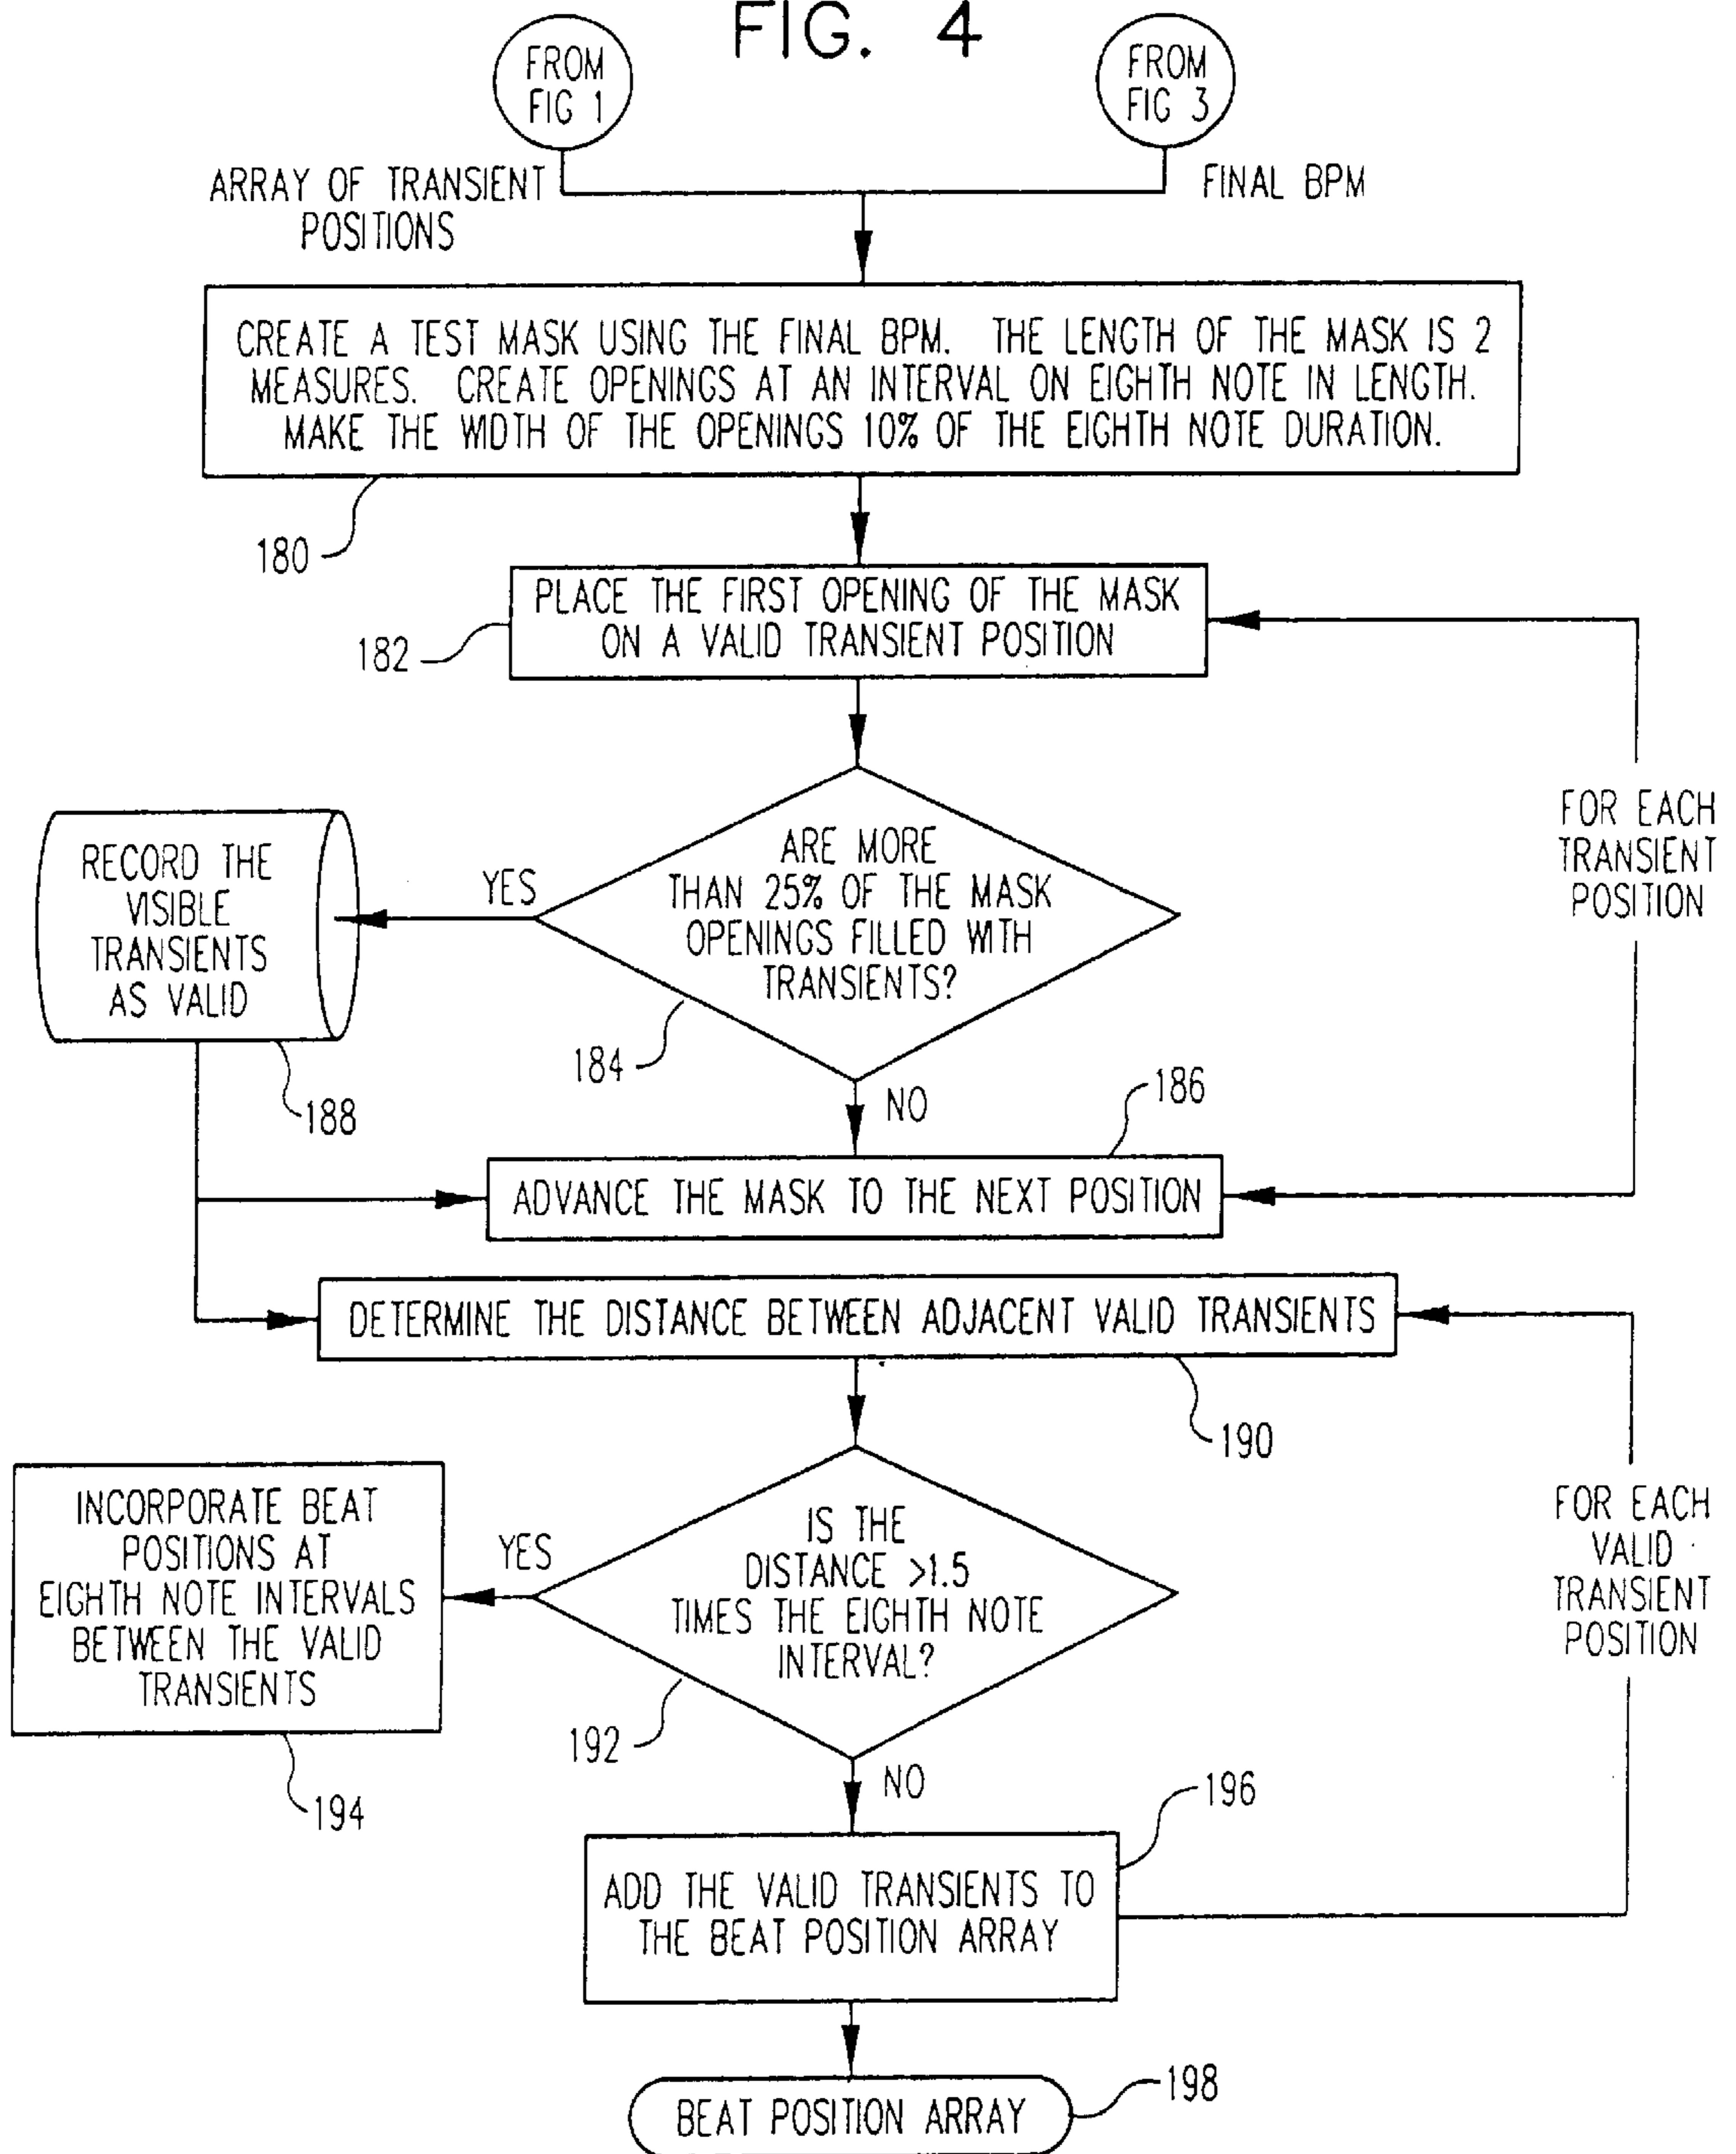 FIG. 4
FROM
FIG 1
FROM
FIG 3
ARRAY OF TRANSIENT
POSITIONS
FINAL BPM
CREATE A TEST MASK USING THE FINAL BPM. THE LENGTH OF THE MASK IS 2
MEASURES. CREATE OPENINGS AT AN INTERVAL ON EIGHTH NOTE IN LENGTH.
MAKE THE WIDTH OF THE OPENINGS 10% OF THE EIGHTH NOTE DURATION.
180
PLACE THE FIRST OPENING OF THE MASK
ON A VALID TRANSIENT POSITION
182
FOR EACH
TRANSIENT
POSITION
ARE MORE
THAN 25% OF THE MASK
OPENINGS FILLED WITH
TRANSIENTS?
184
YES
RECORD THE
VISIBLE
TRANSIENTS
AS VALID
188
NO
186
ADVANCE THE MASK TO THE NEXT POSITION
DETERMINE THE DISTANCE BETWEEN ADJACENT VALID TRANSIENTS
190
IS THE
DISTANCE >1.5
TIMES THE EIGHTH NOTE
INTERVAL?
192
YES
INCORPORATE BEAT
POSITIONS AT
EIGHTH NOTE INTERVALS
BETWEEN THE VALID
TRANSIENTS
194
FOR EACH
VALID
TRANSIENT
POSITION
NO
196
ADD THE VALID TRANSIENTS TO
THE BEAT POSITION ARRAY
BEAT POSITION ARRAY
198